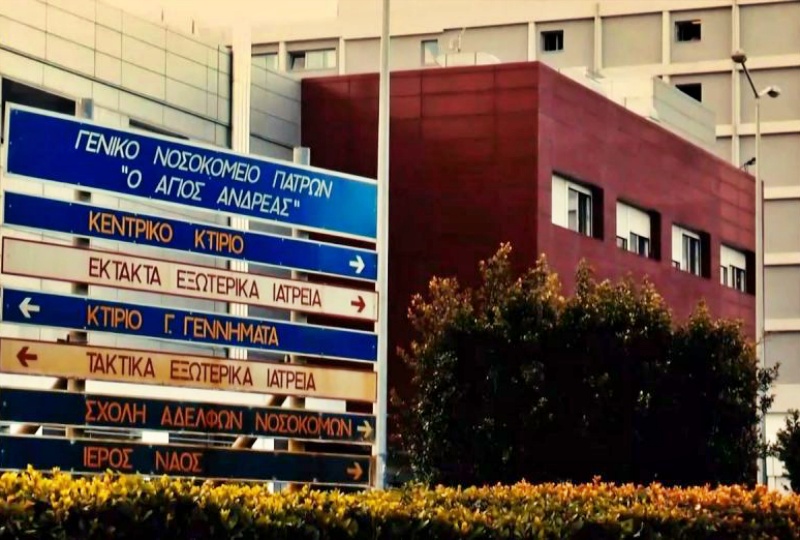 ΓΕΝΙΚΟ ΝΟΣΟΚΟΜΕΙΟ ΠΑΤΡΩΝ
"Ο ΑΓΙΟΣ ΑΝΔΡΕΑΣ"
ΚΕΝΤΡΙΚΟ ΚΤΙΡΙΟ
ΕΚΤΑΚΤΑ ΕΞΩΤΕΡΙΚΑ ΙΑΤΡΕΙΑ
ΚΤΙΡΙΟ Γ. ΓΕΝΝΗΜΑΤΑ
ΤΑΚΤΙΚΑ ΕΞΩΤΕΡΙΚΑ ΙΑΤΡΕΙΑ
ΣΧΟΛΗ ΑΔΕΛΦΩΝ ΝΟΣΟΚΟΜΩΝ
ΙΕΡΟΣ ΝΑΟΣ